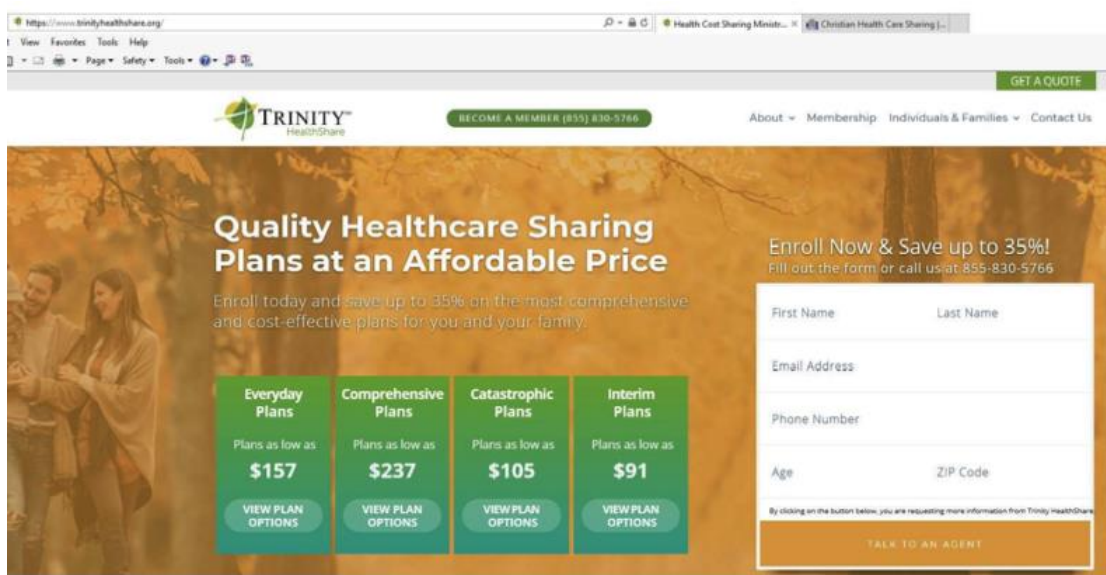 https://www.trinityhealthshare.org/
Health Cost Sharing Ministr...
Christian Health Care Sharing |...
View Favorites Tools Help
Page Safety Tools
GET A QUOTE
TRINITY™
HealthShare
BECOME A MEMBER (855) 830-5766
About Membership Individuals & Families Contact Us
Quality Healthcare Sharing
Plans at an Affordable Price
Enroll today and save up to 35% on the most comprehensive
and cost-effective plans for you and your family.
Everyday
Plans
Plans as low as
$157
VIEW PLAN
OPTIONS
Comprehensive
Plans
Plans as low as
$237
VIEW PLAN
OPTIONS
Catastrophic
Plans
Plans as low as
$105
VIEW PLAN
OPTIONS
Interim
Plans
Plans as low as
$91
VIEW PLAN
OPTIONS
Enroll Now & Save up to 35%!
Fill out the form or call us at 855-830-5766
First Name Last Name
Email Address
Phone Number
Age ZIP Code
By clicking on the button below, you are requesting more information from Trinity HealthShare
TALK TO AN AGENT